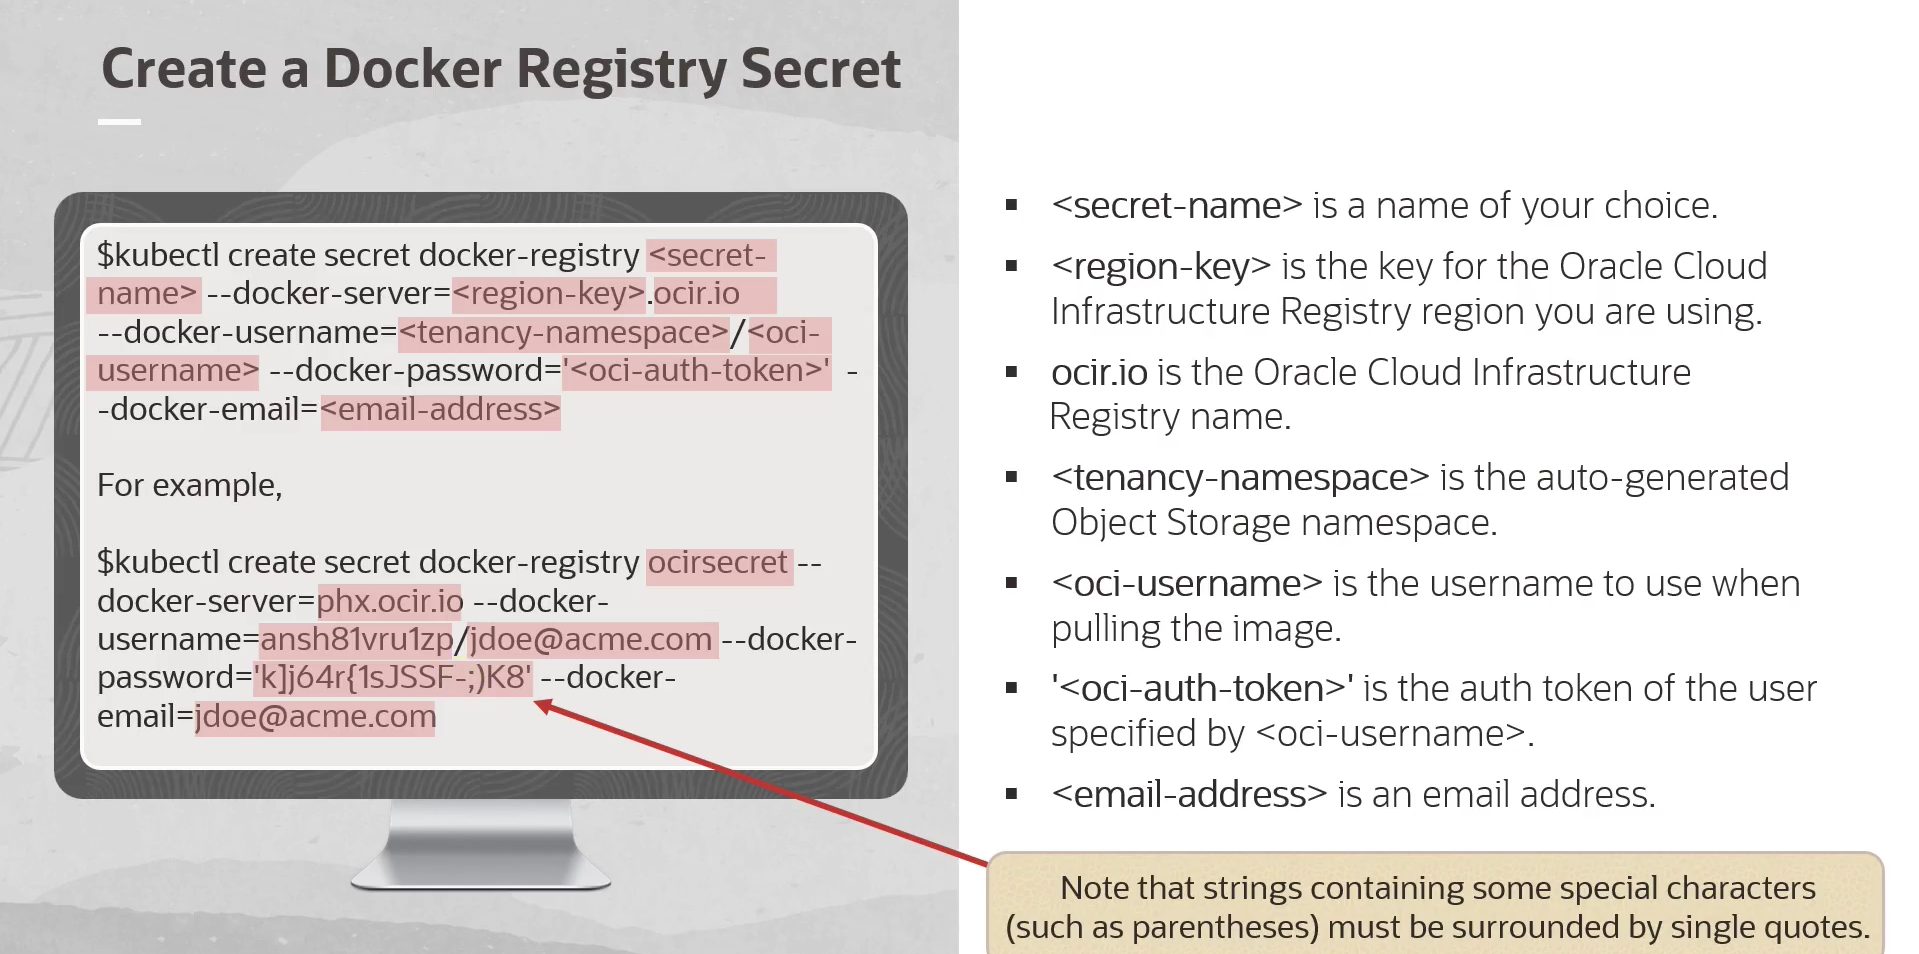 Create a Docker Registry Secret
$kubectl create secret docker-registry <secret-
name> --docker-server=<region-key>.ocir.io
--docker-username=<tenancy-namespace>/<oci-
username> --docker-password='<oci-auth-token>' -
-docker-email=<email-address>
For example,
$kubectl create secret docker-registry ocirsecret --
docker-server=phx.ocir.io --docker-
username=ansh81vru1zp/jdoe@acme.com --docker-
password='k]j64r{1sJSSF-;)K8' --docker-
email=jdoe@acme.com
▪ <secret-name> is a name of your choice.
▪ <region-key> is the key for the Oracle Cloud
Infrastructure Registry region you are using.
▪ ocir.io is the Oracle Cloud Infrastructure
Registry name.
▪ <tenancy-namespace> is the auto-generated
Object Storage namespace.
▪ <oci-username> is the username to use when
pulling the image.
▪ '<oci-auth-token>' is the auth token of the user
specified by <oci-username>.
▪ <email-address> is an email address.
Note that strings containing some special characters
(such as parentheses) must be surrounded by single quotes.